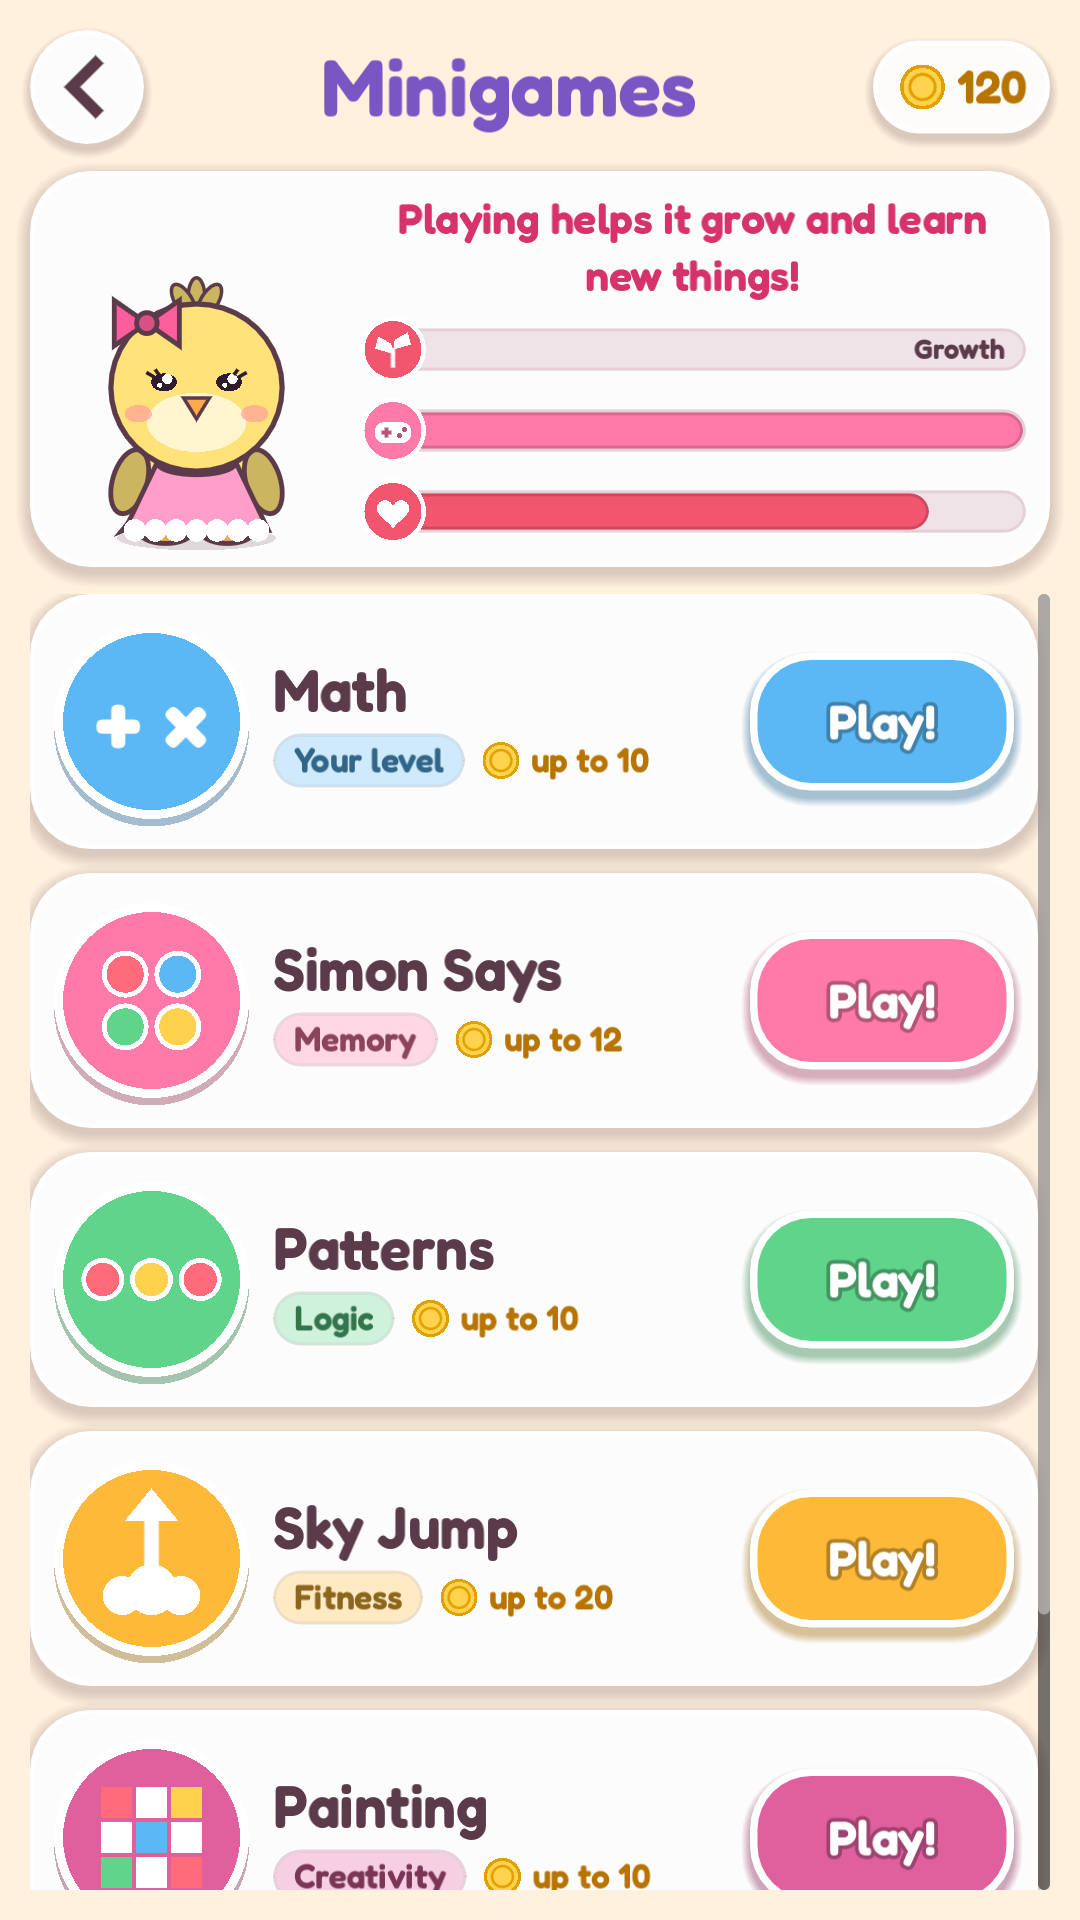 Minigames
120
Playing helps it grow and learn
new things!
Growth
Math
Your level
up to 10
Play!
Simon Says
Memory
up to 12
Play!
Patterns
Logic
up to 10
Play!
Sky Jump
Fitness
up to 20
Play!
Painting
Creativity
up to 10
Play!